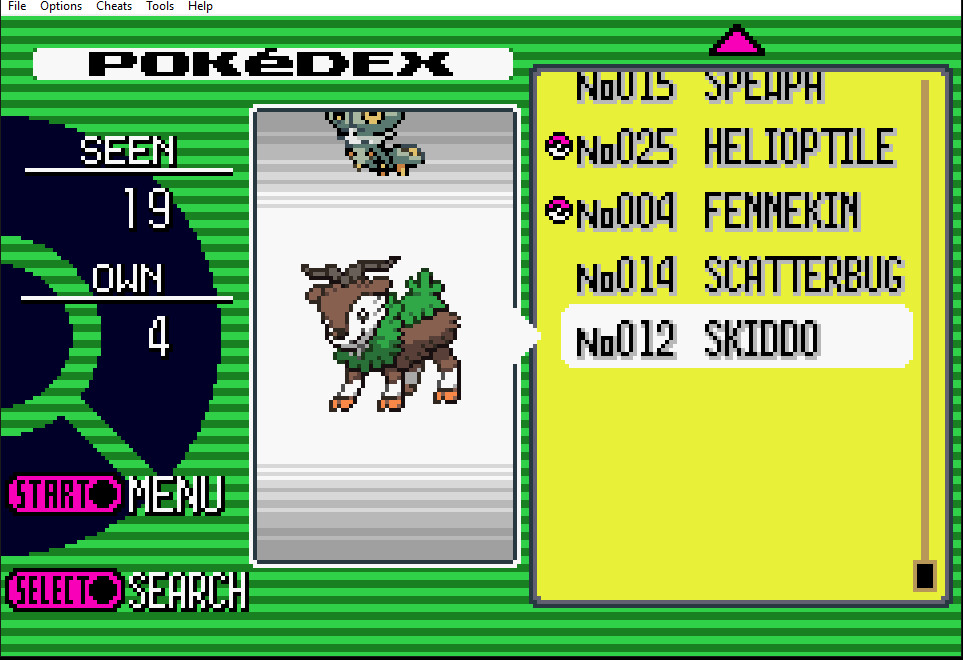 File Options Cheats Tools Help
POKéDEX
SEEN
19
OWN
4
START MENU
SELECT SEARCH
No015
No025 HELIOPTILE
No004 FENNEKIN
No014 SCATTERBUG
No012 SKIDDO